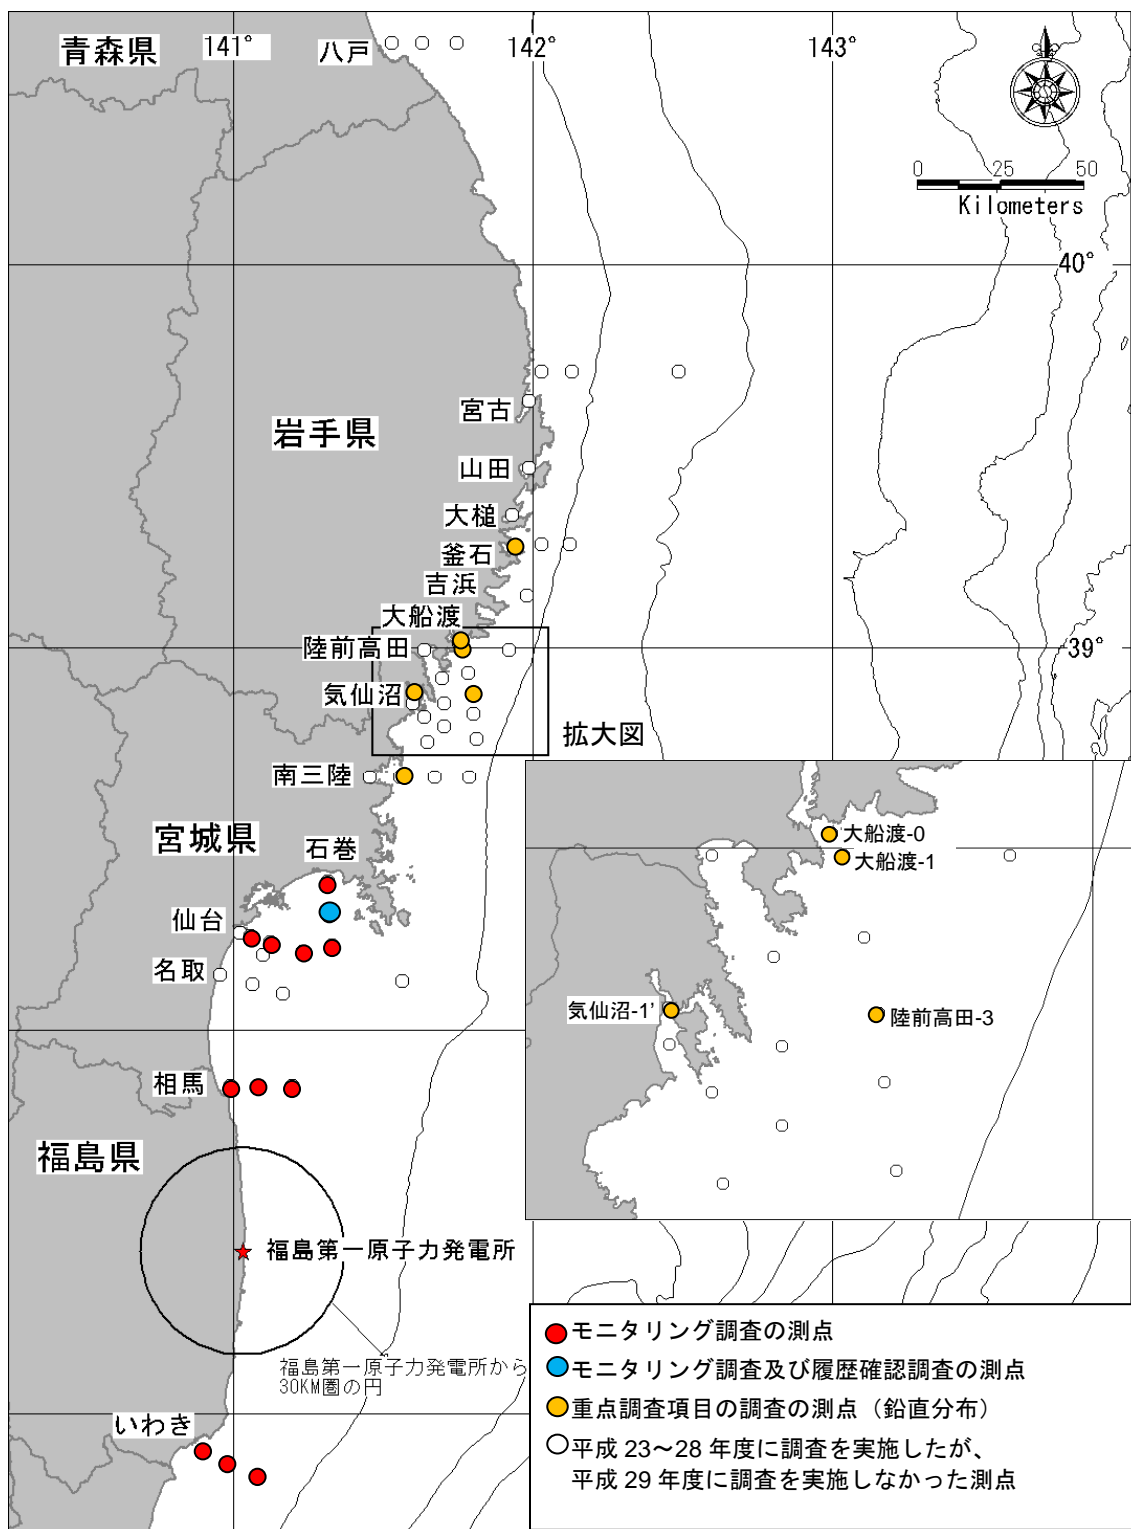 青森県
141°
八戸
142°
143°
0 25 50
Kilometers
40°
宮古
岩手県
山田
大槌
釜石
吉浜
大船渡
陸前高田
39°
気仙沼
拡大図
南三陸
宮城県
石巻
大船渡-0
大船渡-1
仙台
名取
気仙沼-1’
陸前高田-3
相馬
福島県
福島第一原子力発電所
福島第一原子力発電所から
30KM圏の円
いわき
モニタリング調査の測点
モニタリング調査及び履歴確認調査の測点
重点調査項目の調査の測点（鉛直分布）
平成 23～28 年度に調査を実施したが、
平成 29 年度に調査を実施しなかった測点